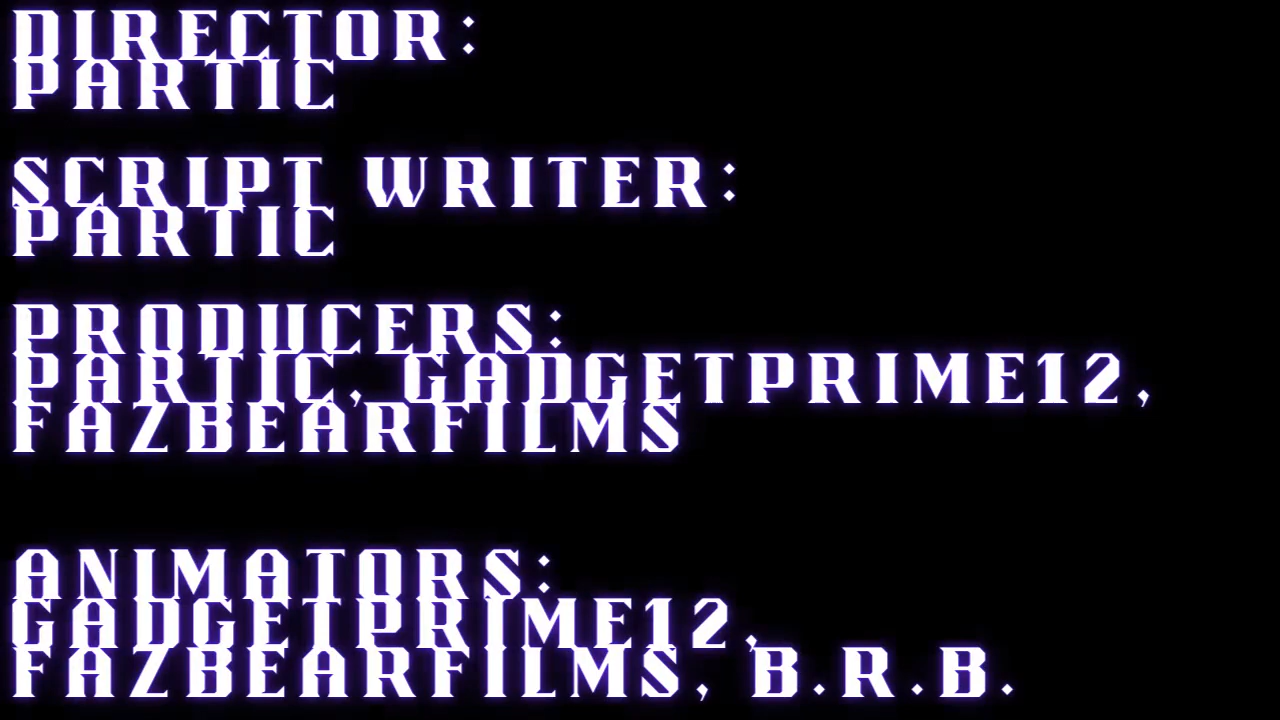 DIRECTOR:
PARTIC
SCRIPT WRITER:
PARTIC
PRODUCERS:
PARTIC, GADGETPRIME12,
FAZBEARFILMS
ANIMATORS:
GADGETPRIME12,
FAZBEARFILMS, B.R.B.